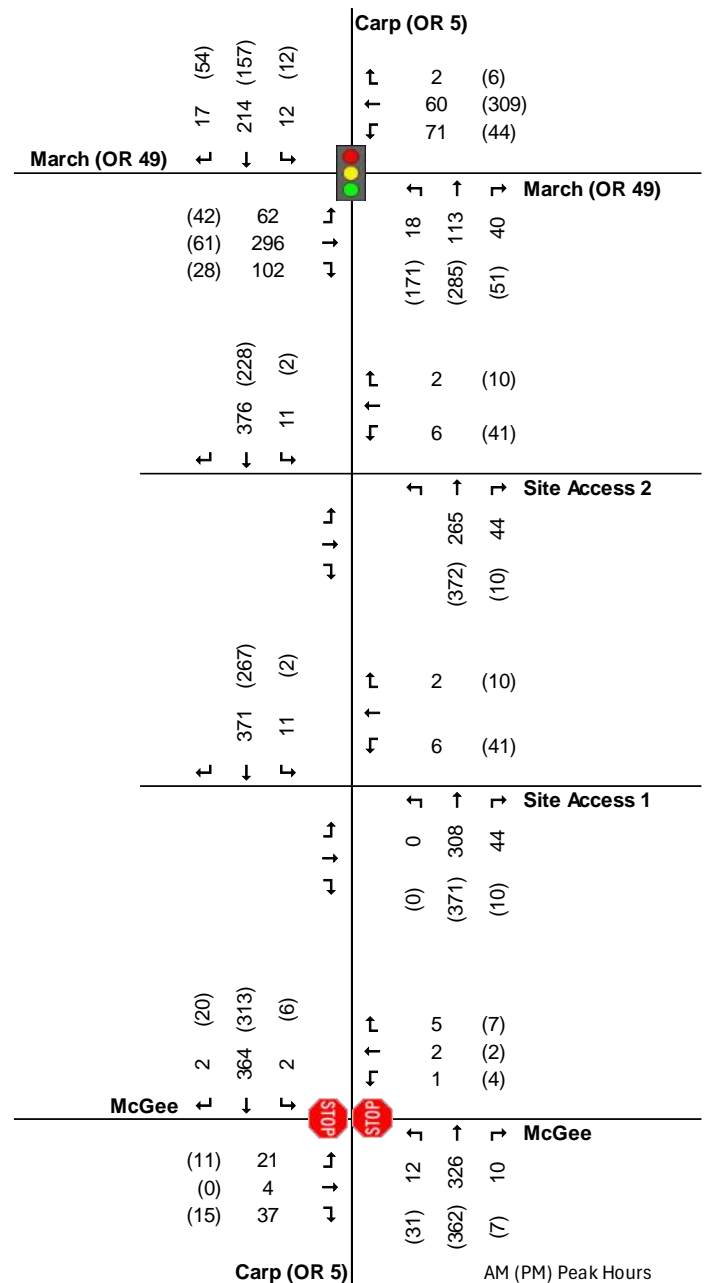 Carp (OR 5)
(54) (157) (12)
17 214 12
2 (6)
60 (309)
71 (44)
March (OR 49)
March (OR 49)
(42) 62
(61) 296
(28) 102
18 113 40
(171) (285) (51)
(228) (2)
376 11
2 (10)
6 (41)
Site Access 2
265 44
(372) (10)
(267) (2)
371 11
2 (10)
6 (41)
Site Access 1
0 308 44
(0) (371) (10)
(20) (313) (6)
2 364 2
5 (7)
2 (2)
1 (4)
McGee
STOP STOP
McGee
(11) 21
(0) 4
(15) 37
12 326 10
(31) (362) (7)
Carp (OR 5)
AM (PM) Peak Hours